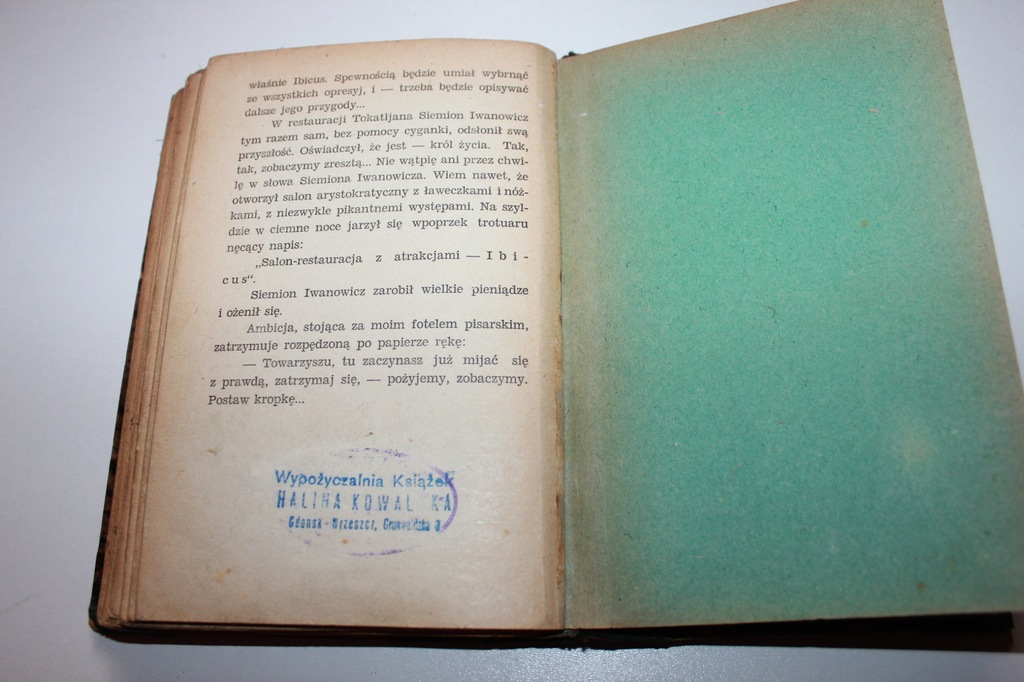 właśnie Ibicus. Spewnością będzie umiał wybrnąć
ze wszystkich opresyj, i — trzeba będzie opisywać
dalsze jego przygody...
W restauracji Tokatljana Siemion Iwanowicz
tym razem sam, bez pomocy cyganki, odsłonił swą
przyszłość. Oświadczył, że jest — król życia. Tak,
tak, zobaczymy zresztą... Nie wątpię ani przez chwi-
lę w słowa Siemiona Iwanowicza. Wiem nawet, że
otworzył salon arystokratyczny z ławeczkami i nóż-
kami, z niezwykle pikantnemi występami. Na szyl-
dzie w ciemne noce jarzył się wpoprzek trotuaru
nęcący napis:
„Salon-restauracja z atrakcjami — I b i -
c u s“.
Siemion Iwanowicz zarobił wielkie pieniądze
i ożenił się.
Ambicja, stojąca za moim fotelem pisarskim,
zatrzymuje rozpędzoną po papierze rękę:
— Towarzyszu, tu zaczynasz już mijać się
z prawdą, zatrzymaj się, — pożyjemy, zobaczymy.
Postaw kropkę...
Wypożyczalnia Książek
HALINA KOWAL KA
Gdańsk - Wrzeszcz, Grunwaldzka